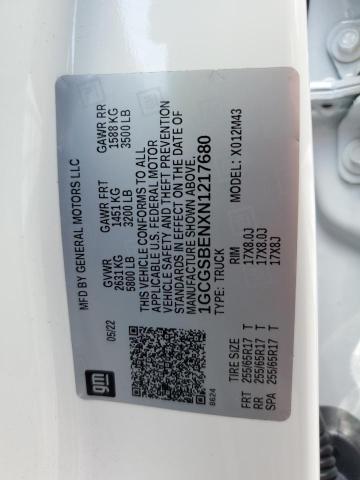 MFD BY GENERAL MOTORS LLC
05/22
GVWR GAWR FRT GAWR RR
2631 KG 1451 KG 1588 KG
5800 LB 3200 LB 3500 LB
THIS VEHICLE CONFORMS TO ALL
APPLICABLE U.S. FEDERAL MOTOR
VEHICLE SAFETY AND THEFT PREVENTION
STANDARDS IN EFFECT ON THE DATE OF
MANUFACTURE SHOWN ABOVE.
1GCGSBENXN1217680
TYPE: TRUCK MODEL: X012M43
TIRE SIZE RIM
FRT 255/65R17 T 17X8.0J
RR 255/65R17 T 17X8.0J
SPA 255/65R17 T 17X8J
gm
8624